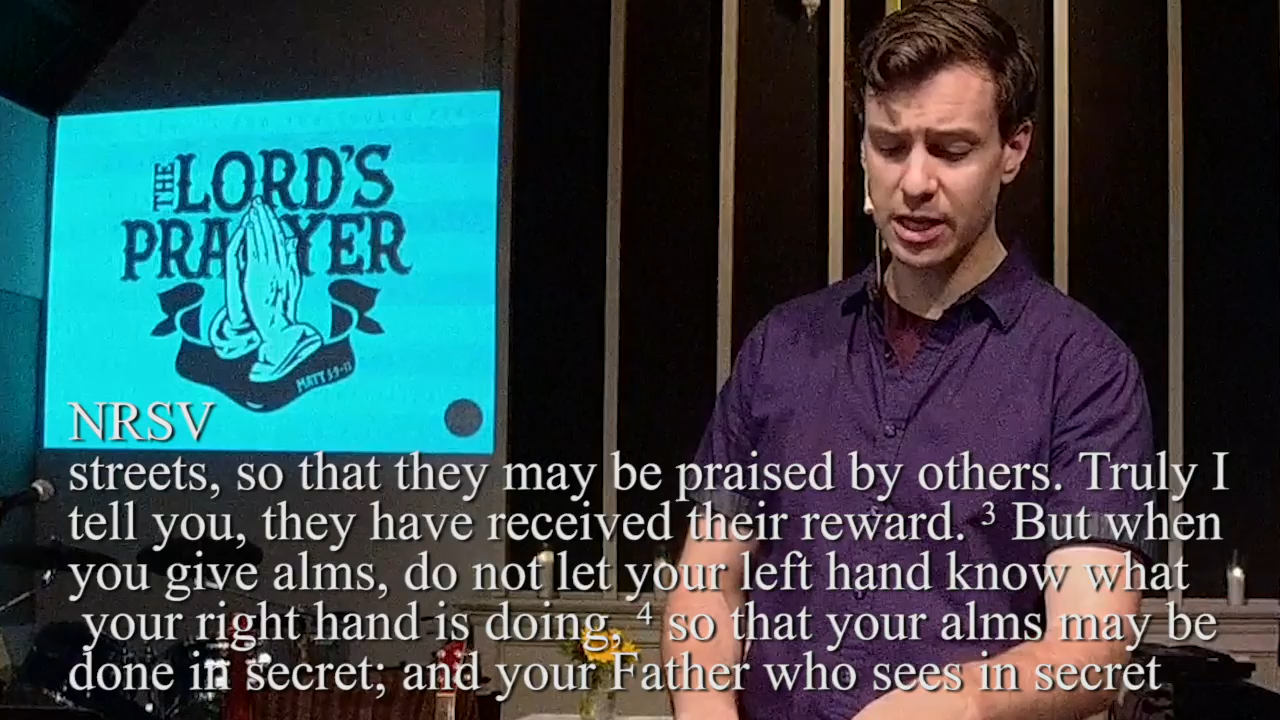 THE
LORD'S
PRAYER
MATT 5:9-13
NRSV
streets, so that they may be praised by others. Truly I
tell you, they have received their reward. ³ But when
you give alms, do not let your left hand know what
your right hand is doing, ⁴ so that your alms may be
done in secret; and your Father who sees in secret